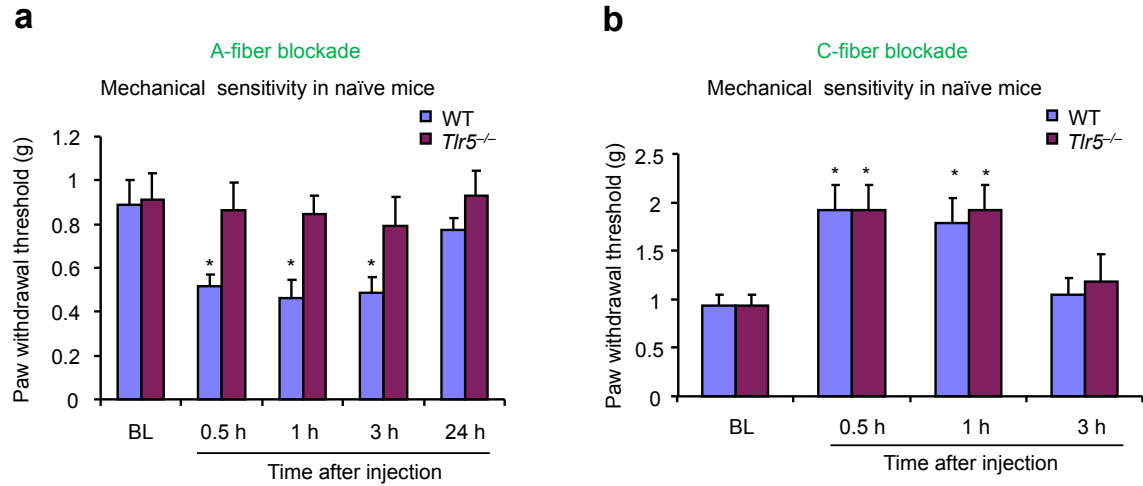 a
A-fiber blockade
Mechanical sensitivity in naïve mice
WT
Tlr5–/–
Paw withdrawal threshold (g)
1.2
1
0.8
0.6
0.4
0.2
0
* * *
BL 0.5 h 1 h 3 h 24 h
Time after injection
b
C-fiber blockade
Mechanical sensitivity in naïve mice
WT
Tlr5–/–
Paw withdrawal threshold (g)
2.5
2
1.5
1
0.5
0
* * * *
BL 0.5 h 1 h 3 h
Time after injection